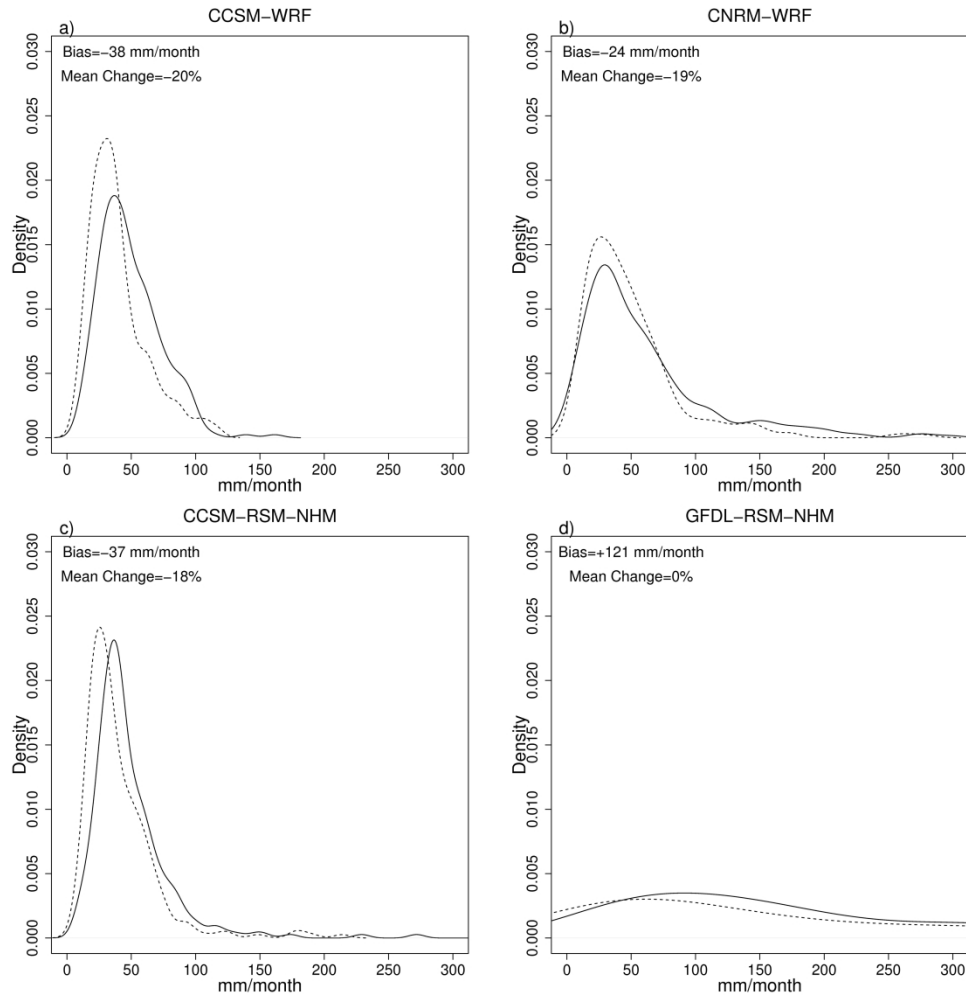 CCSM−WRF
a)
Bias=−38 mm/month
Mean Change=−20%
0.030
0.025
0.020
0.015
0.010
0.005
0.000
Density
0 50 100 150 200 250 300
mm/month
CNRM−WRF
b)
Bias=−24 mm/month
Mean Change=−19%
0.030
0.025
0.020
0.015
0.010
0.005
0.000
Density
0 50 100 150 200 250 300
mm/month
CCSM−RSM−NHM
c)
Bias=−37 mm/month
Mean Change=−18%
0.030
0.025
0.020
0.015
0.010
0.005
0.000
Density
0 50 100 150 200 250 300
mm/month
GFDL−RSM−NHM
d)
Bias=+121 mm/month
Mean Change=0%
0.030
0.025
0.020
0.015
0.010
0.005
0.000
Density
0 50 100 150 200 250 300
mm/month